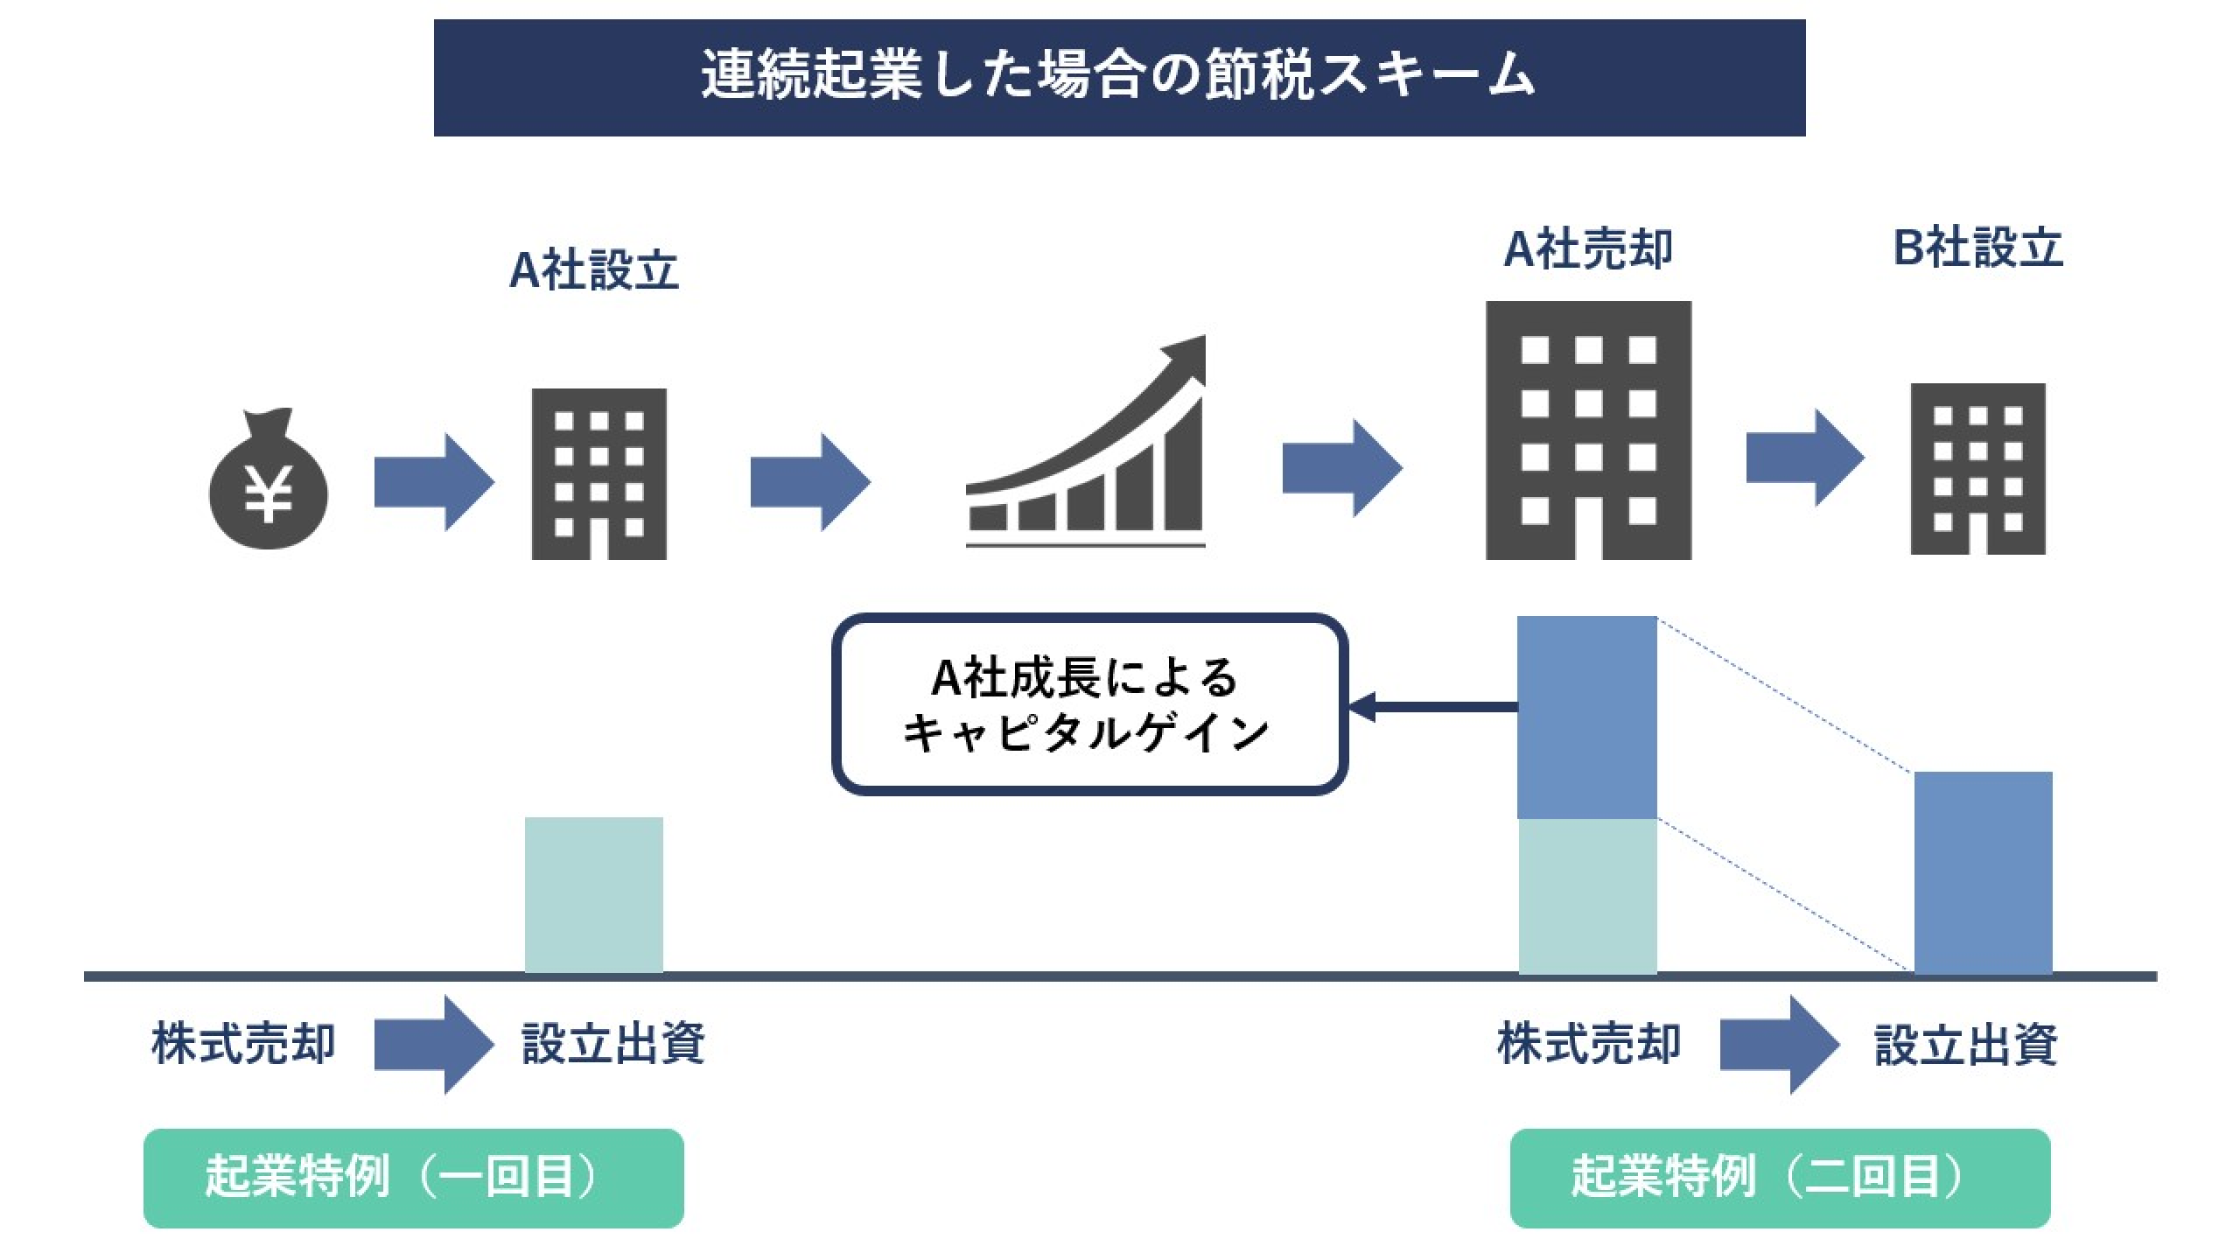 連続起業した場合の節税スキーム
A社設立
A社売却
B社設立
¥
A社成長による
キャピタルゲイン
株式売却
設立出資
株式売却
設立出資
起業特例（一回目）
起業特例（二回目）